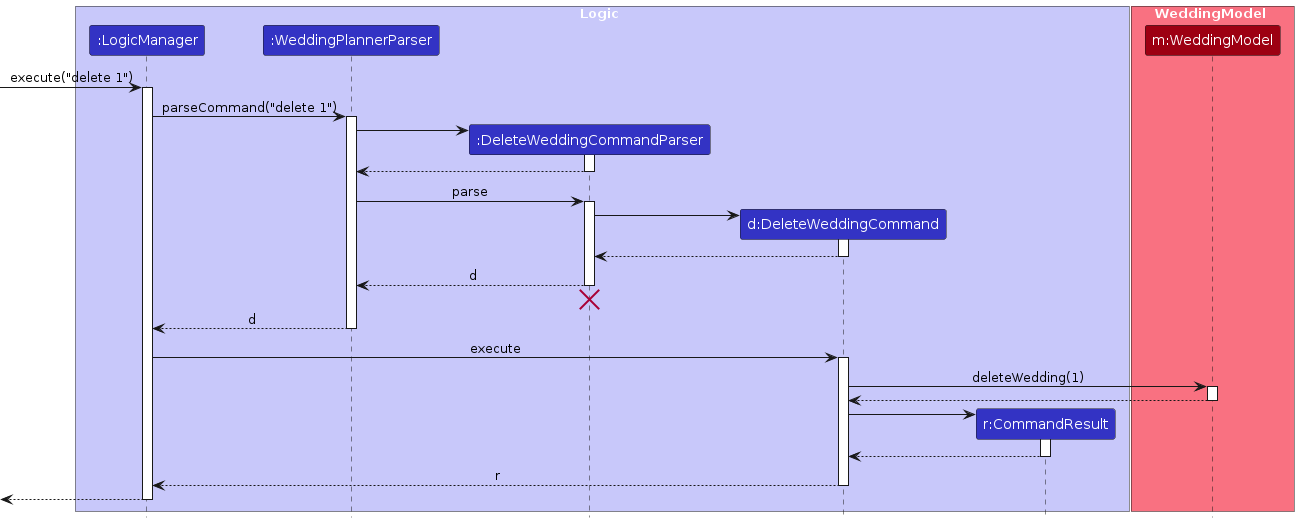 Logic
WeddingModel
:LogicManager
:WeddingPlannerParser
m:WeddingModel
execute("delete 1")
parseCommand("delete 1")
:DeleteWeddingCommandParser
parse
d:DeleteWeddingCommand
d
d
execute
deleteWedding(1)
r:CommandResult
r